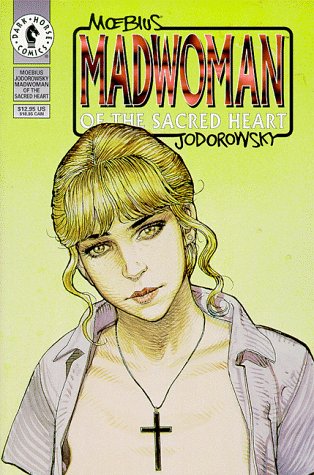 DARK HORSE COMICS
MOEBIUS
JODOROWSKY
MADWOMAN
OF THE
SACRED HEART
$12.95 US
$16.95 CAN
MOEBIUS
MADWOMAN
OF THE SACRED HEART
JODOROWSKY